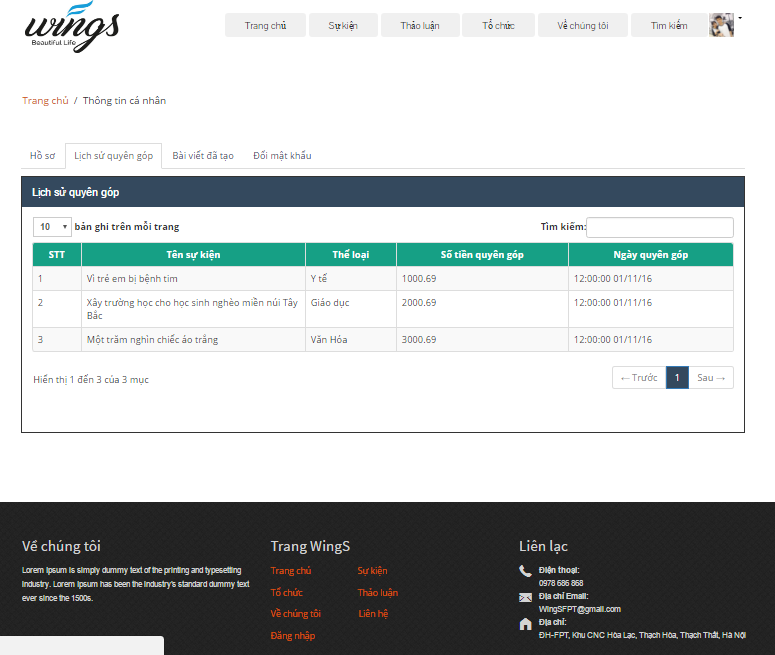 wings
Beautiful Life
Trang chủ Sự kiện Thảo luận Tổ chức Về chúng tôi Tìm kiếm
Trang chủ / Thông tin cá nhân
Hồ sơ Lịch sử quyên góp Bài viết đã tạo Đổi mật khẩu
Lịch sử quyên góp
10 bản ghi trên mỗi trang Tìm kiếm:
STT Tên sự kiện Thể loại Số tiền quyên góp Ngày quyên góp
1 Vì trẻ em bị bệnh tim Y tế 1000.69 12:00:00 01/11/16
2 Xây trường học cho học sinh nghèo miền núi Tây Giáo dục 2000.69 12:00:00 01/11/16
Bắc
3 Một trăm nghìn chiếc áo trắng Văn Hóa 3000.69 12:00:00 01/11/16
Hiển thị 1 đến 3 của 3 mục ← Trước 1 Sau →
Về chúng tôi
Lorem Ipsum is simply dummy text of the printing and typesetting
industry. Lorem Ipsum has been the industry's standard dummy text
ever since the 1500s.
Trang WingS
Trang chủ Sự kiện
Tổ chức Thảo luận
Về chúng tôi Liên hệ
Đăng nhập
Liên lạc
Điện thoại:
0978 686 868
Địa chỉ Email:
WingSFPT@gmail.com
Địa chỉ:
ĐH-FPT, Khu CNC Hòa Lạc, Thạch Hòa, Thạch Thất, Hà Nội